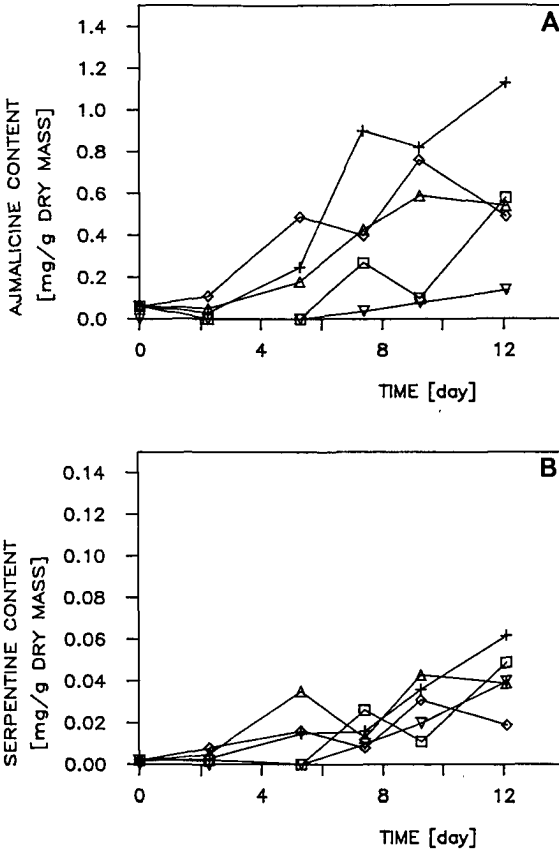 A
AJMALICINE CONTENT
[mg/g DRY MASS]
1.4
1.2
1.0
0.8
0.6
0.4
0.2
0.0
0 4 8 12
TIME [day]
B
SERPENTINE CONTENT
[mg/g DRY MASS]
0.14
0.12
0.10
0.08
0.06
0.04
0.02
0.00
0 4 8 12
TIME [day]